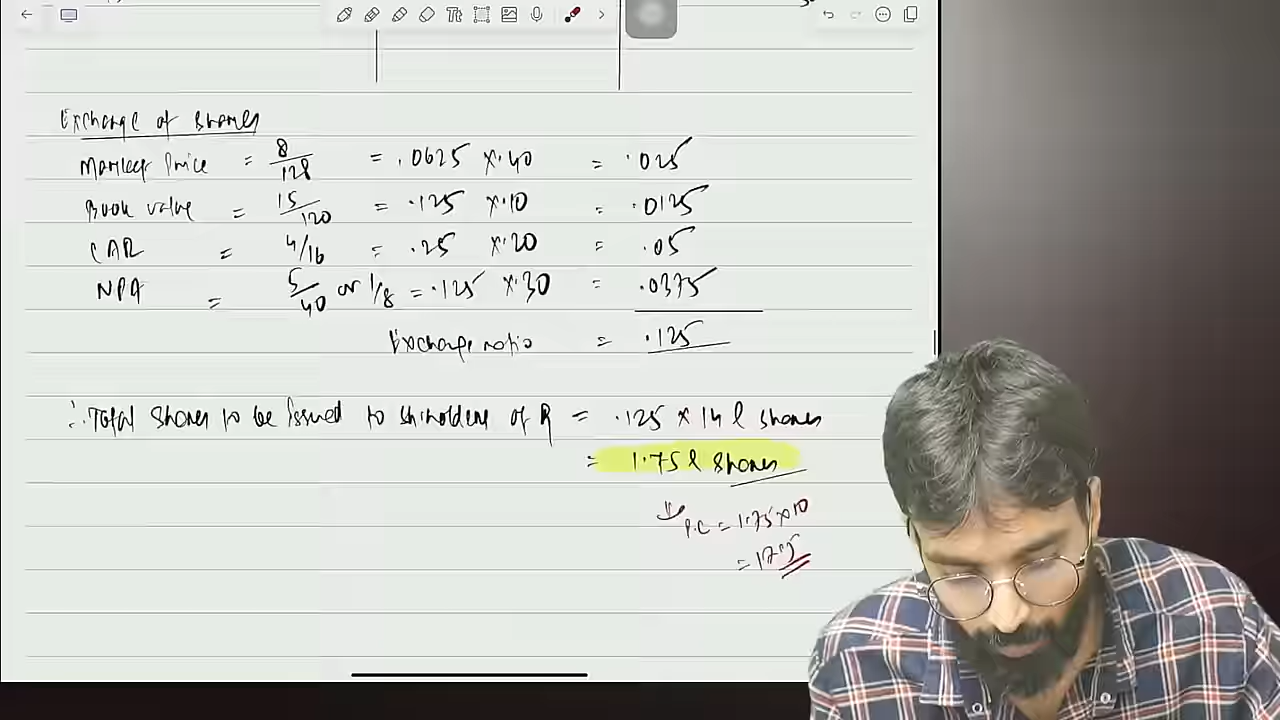 Exchange of shares
Market Price = 8/128 = .0625 × .40 = .025
Book value = 15/120 = .125 × .10 = .0125
CAR = 4/16 = .25 × .20 = .05
NPA = 5/40 or 1/8 = .125 × .30 = .0375
Exchange ratio = .125
∴ Total shares to be issued to shholders of R = .125 × 14 l shares
= 1.75 l shares
P.C = 1.75 × 10
= 17.5
Tt